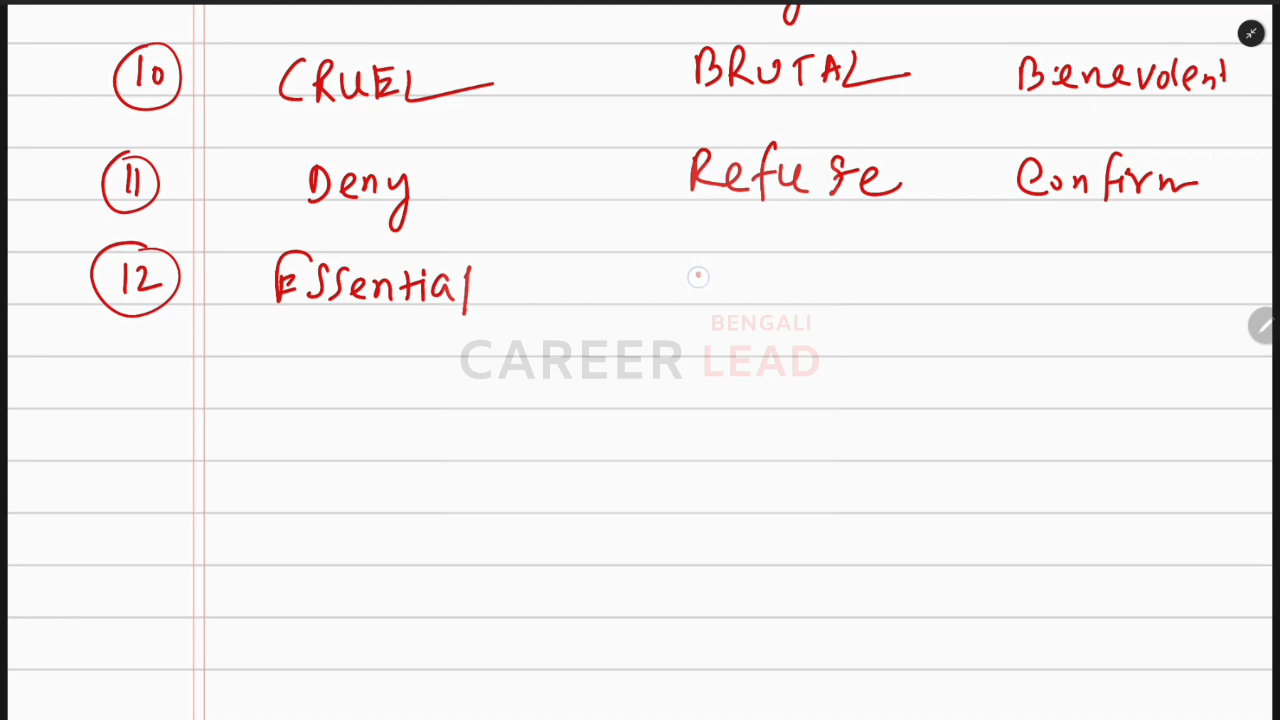 10 CRUEL BRUTAL Benevolent
11 Deny Refuse Confirm
12 Essential
BENGALI
CAREER LEAD